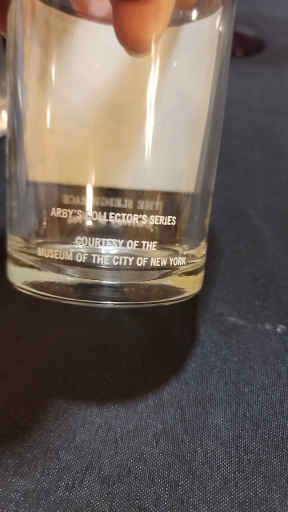 ARBY'S COLLECTOR'S SERIES
COURTESY OF THE
MUSEUM OF THE CITY OF NEW YORK